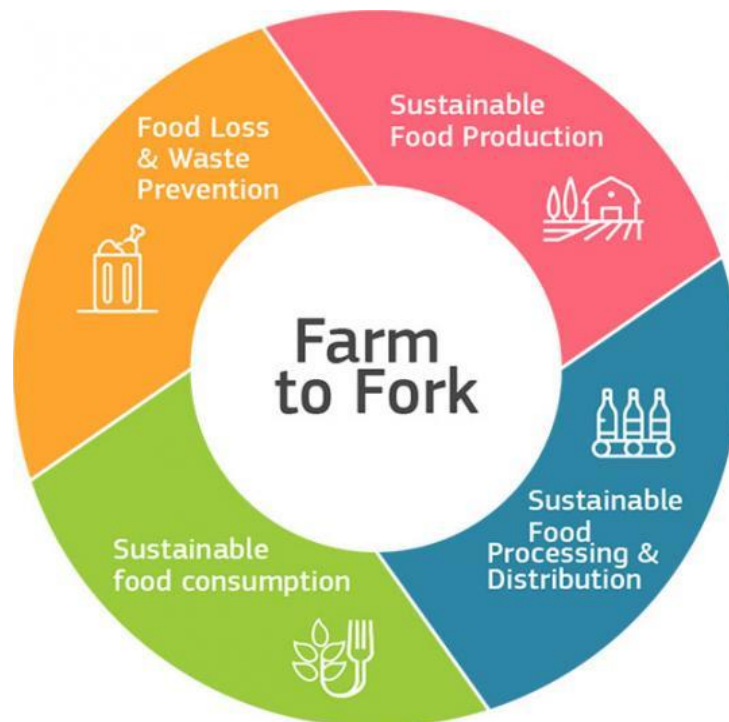 Farm
to Fork
Sustainable
Food Production
Sustainable
Food
Processing &
Distribution
Sustainable
food consumption
Food Loss
& Waste
Prevention